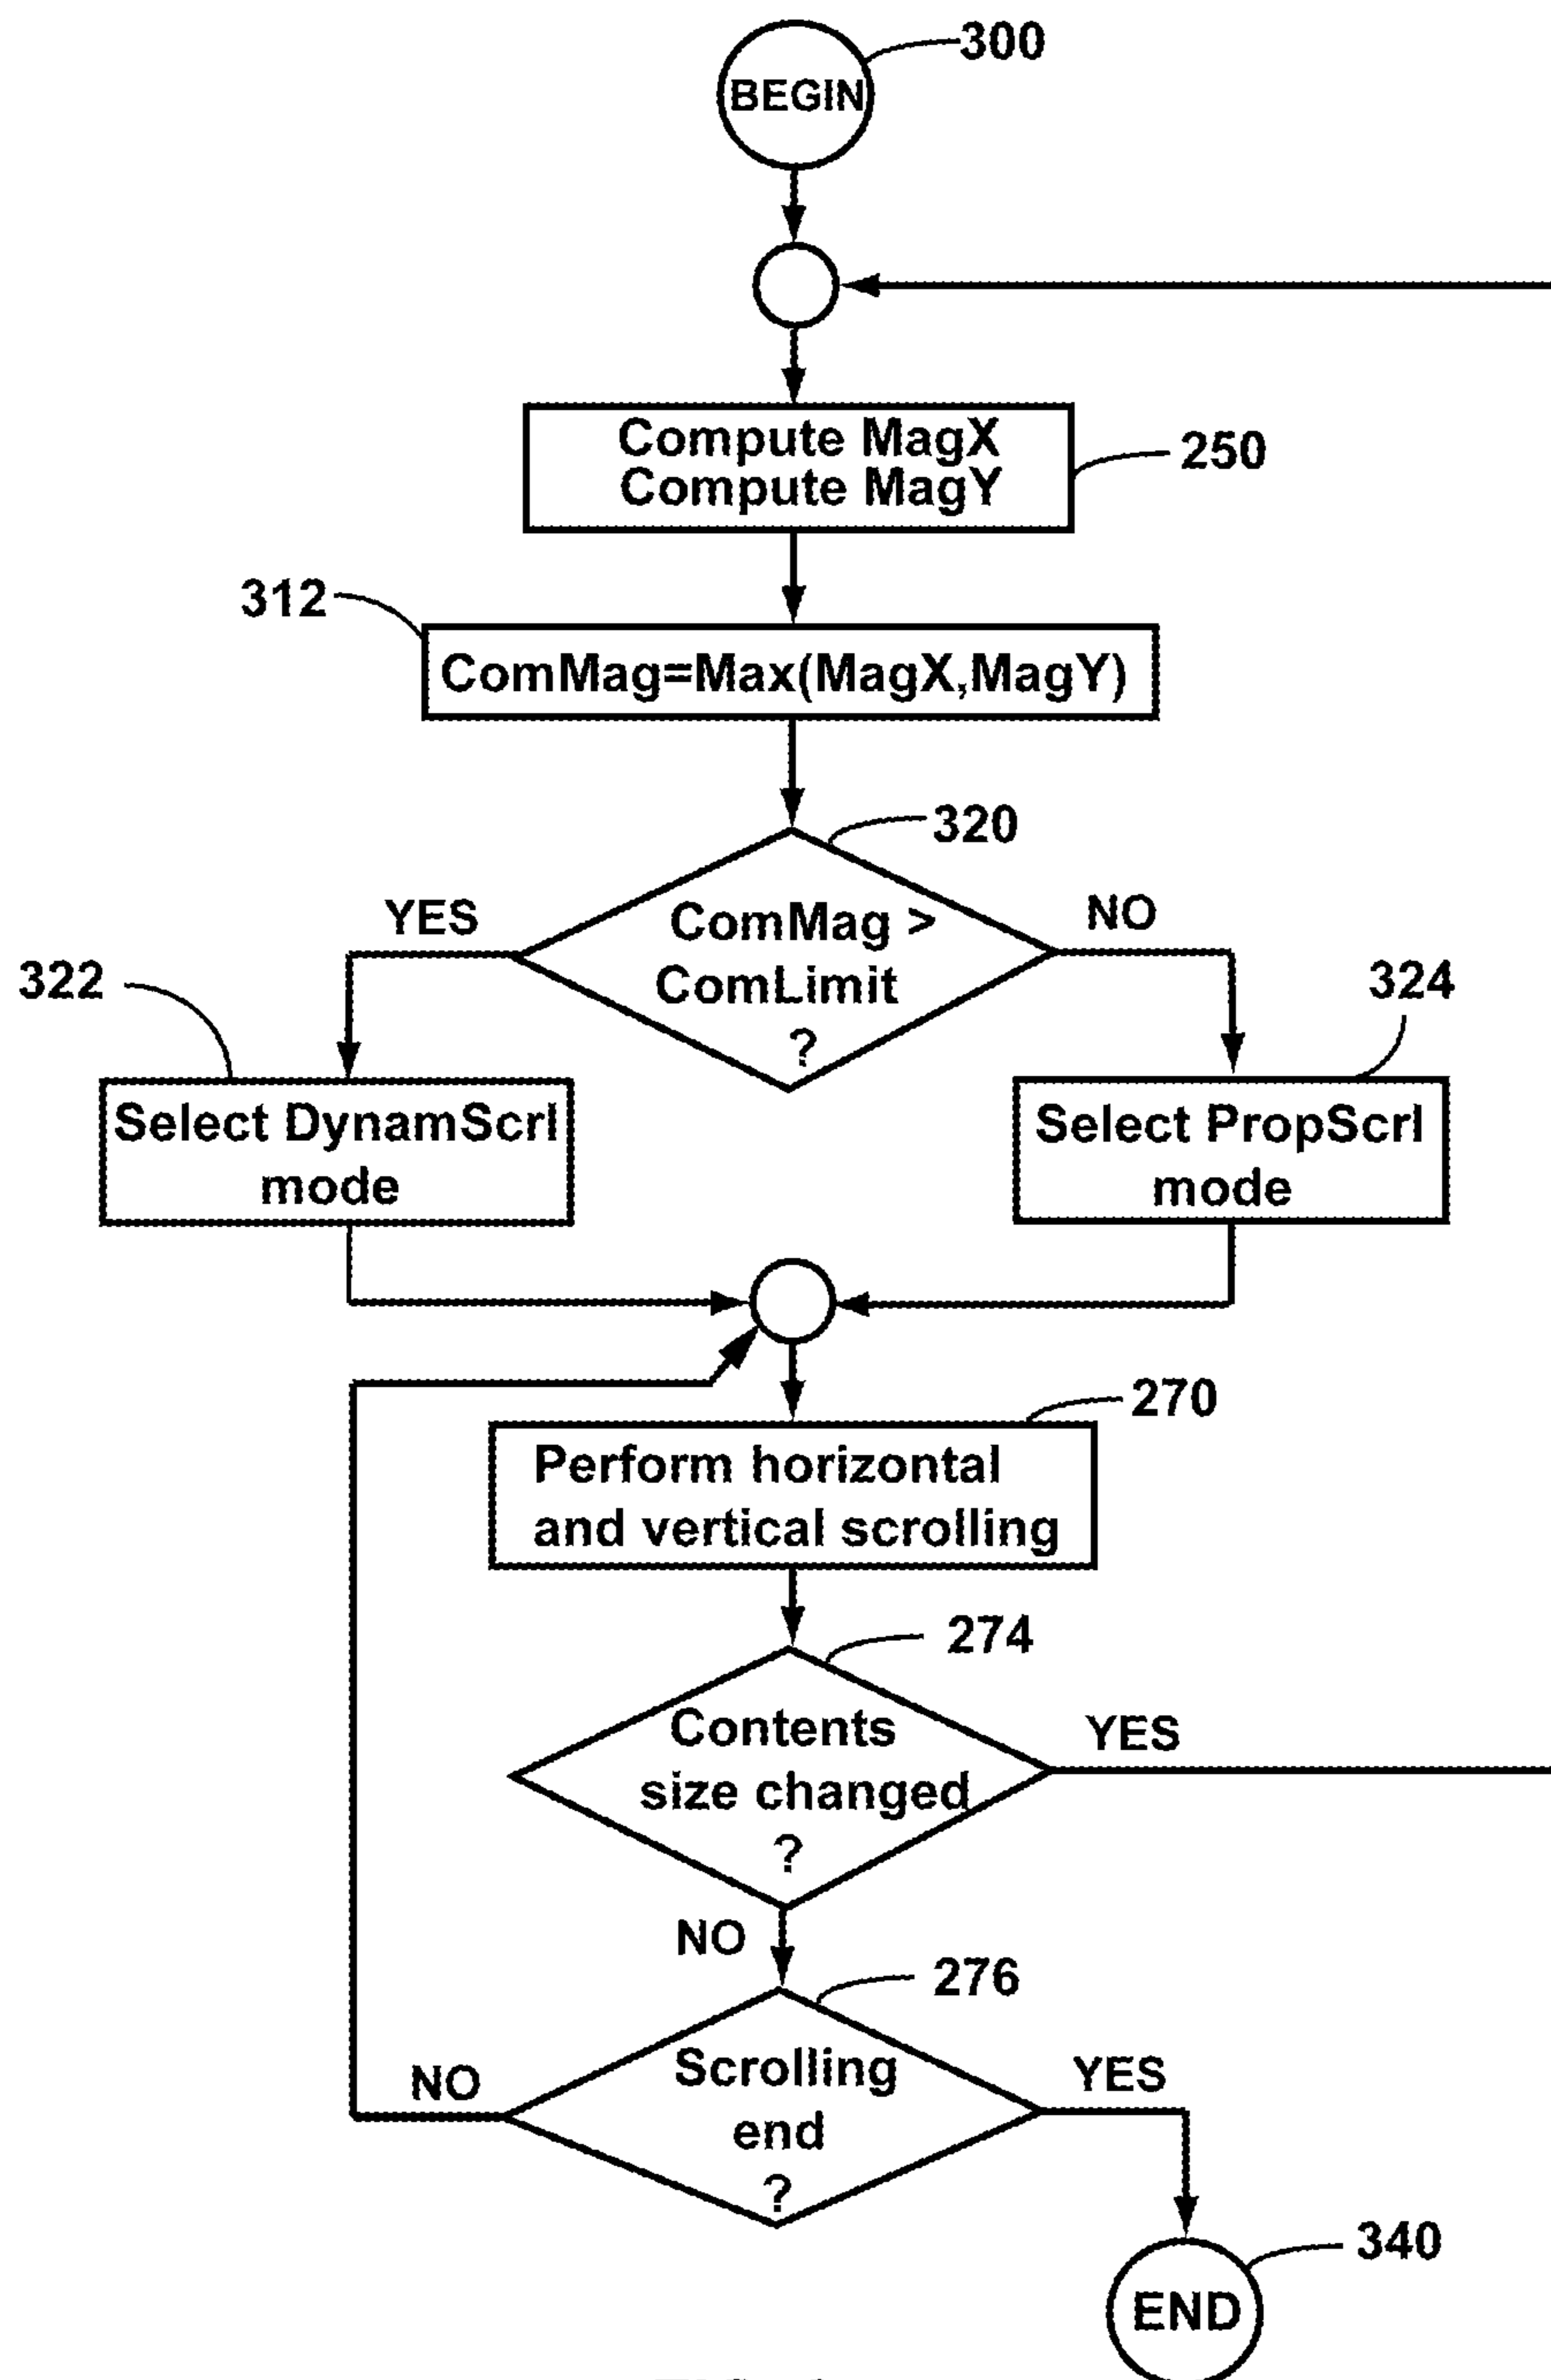 300
BEGIN
Compute MagX
Compute MagY
250
312
ComMag=Max(MagX,MagY)
320
YES
ComMag >
ComLimit
?
NO
322
324
Select DynamScrl
mode
Select PropScrl
mode
270
Perform horizontal
and vertical scrolling
274
Contents
size changed
?
YES
NO
276
Scrolling
end
?
NO
YES
340
END